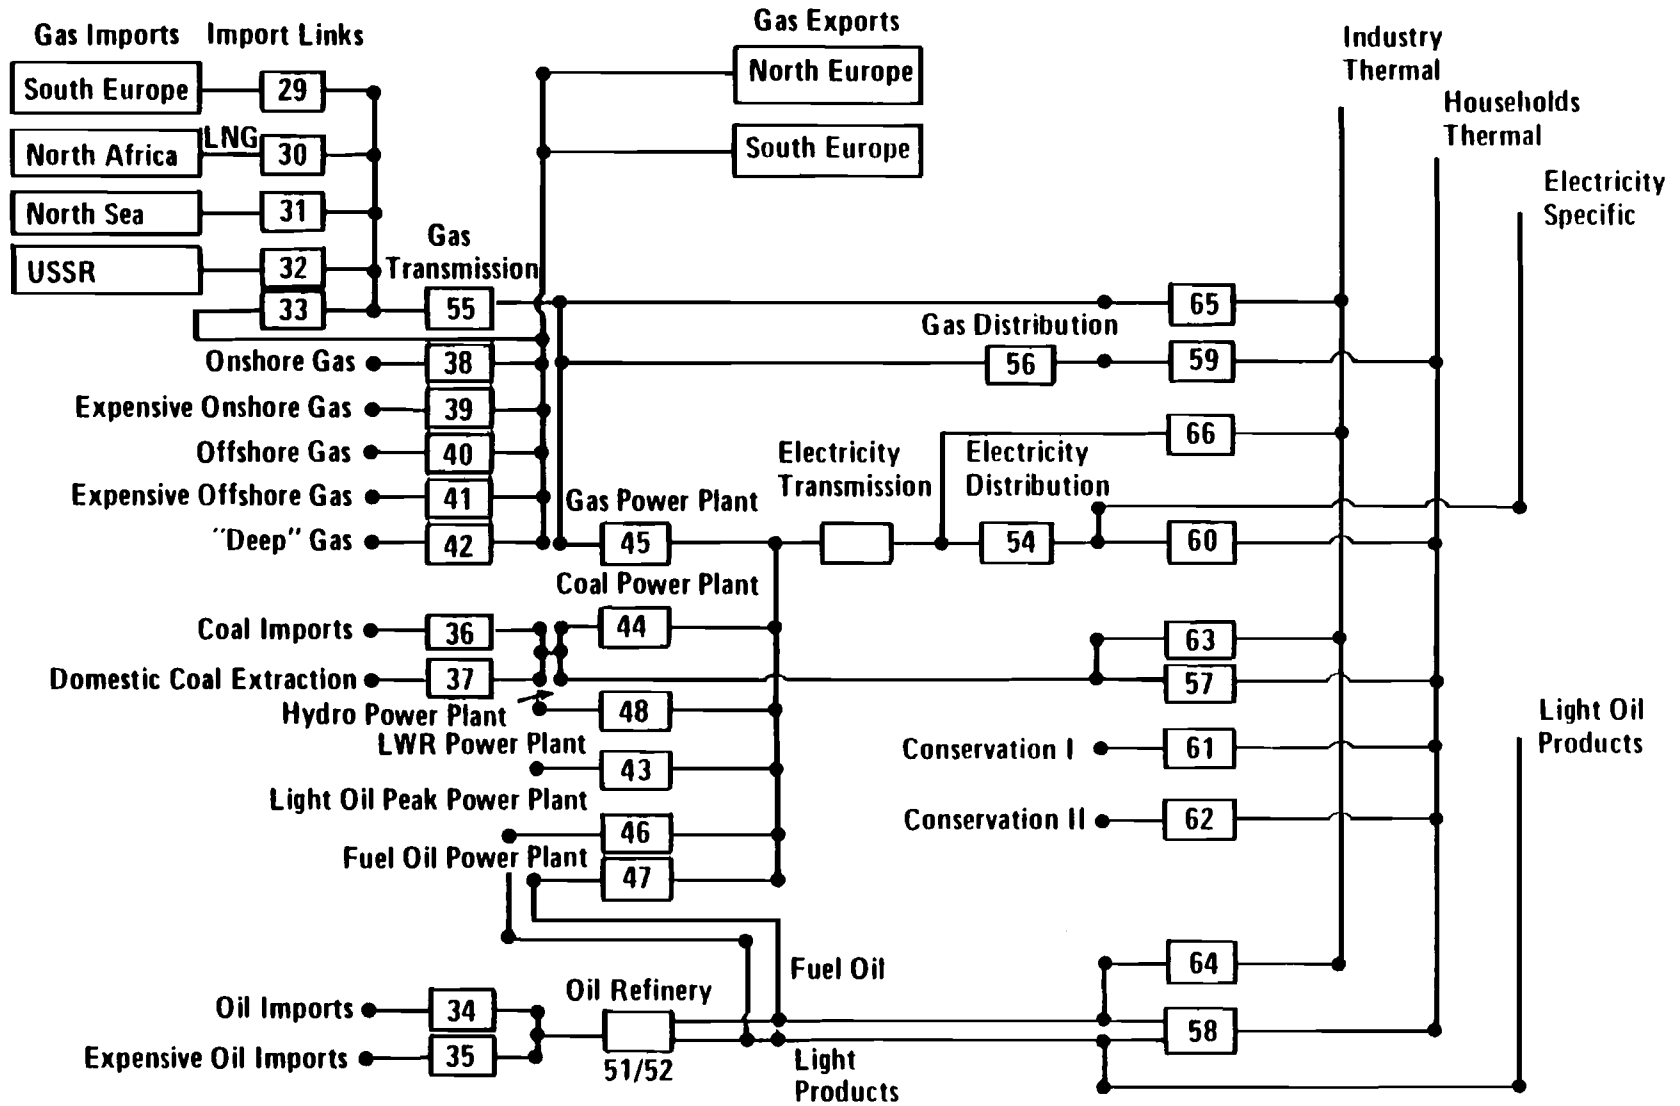 Gas Imports
Import Links
Gas Exports
Industry
Thermal
South Europe
29
North Europe
Households
Thermal
LNG
North Africa
30
South Europe
Electricity
Specific
North Sea
31
Gas
Transmission
USSR
32
33
55
65
Gas Distribution
Onshore Gas
38
56
59
Expensive Onshore Gas
39
66
Offshore Gas
40
Electricity
Transmission
Electricity
Distribution
Expensive Offshore Gas
41
Gas Power Plant
"Deep" Gas
42
45
54
60
Coal Power Plant
Coal Imports
36
44
63
Domestic Coal Extraction
37
57
Hydro Power Plant
48
Light Oil
Products
LWR Power Plant
43
Conservation I
61
Light Oil Peak Power Plant
46
Conservation II
62
Fuel Oil Power Plant
47
Fuel Oil
64
Oil Refinery
Oil Imports
34
58
Expensive Oil Imports
35
51/52
Light
Products